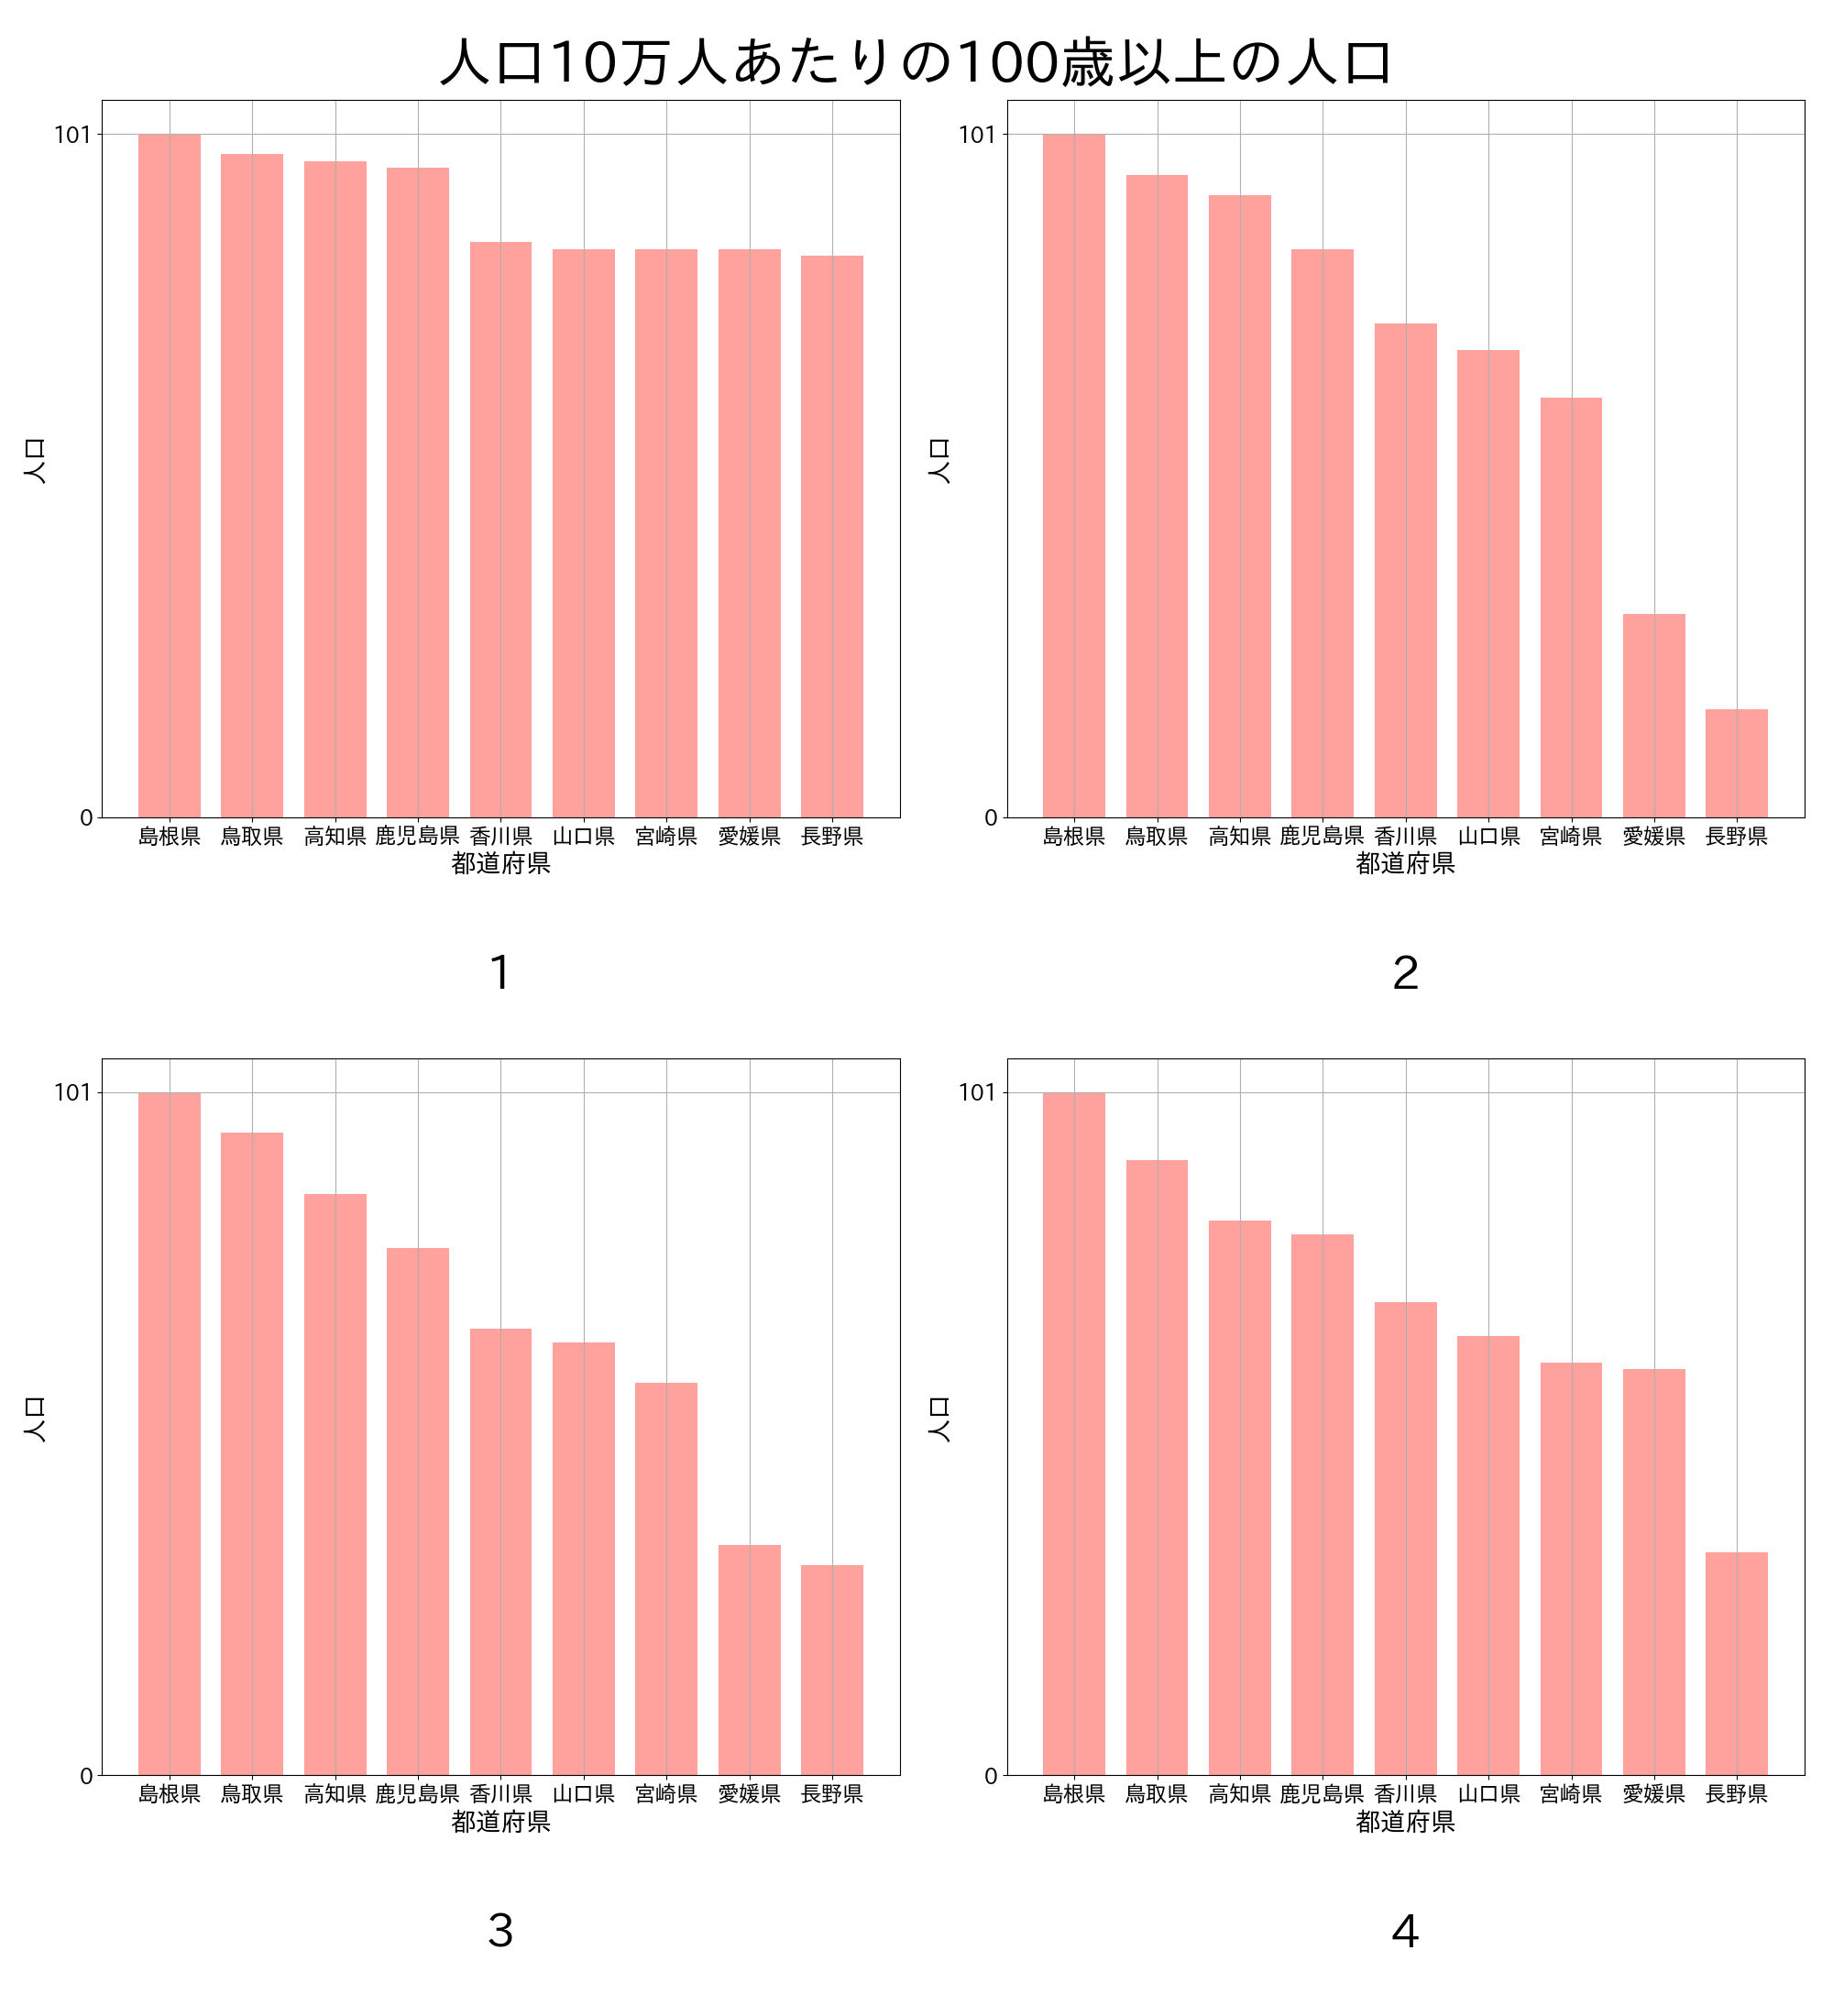 人口10万人あたりの100歳以上の人口
101
0
人口
島根県 鳥取県 高知県 鹿児島県 香川県 山口県 宮崎県 愛媛県 長野県
都道府県
1
101
0
人口
島根県 鳥取県 高知県 鹿児島県 香川県 山口県 宮崎県 愛媛県 長野県
都道府県
2
101
0
人口
島根県 鳥取県 高知県 鹿児島県 香川県 山口県 宮崎県 愛媛県 長野県
都道府県
3
101
0
人口
島根県 鳥取県 高知県 鹿児島県 香川県 山口県 宮崎県 愛媛県 長野県
都道府県
4